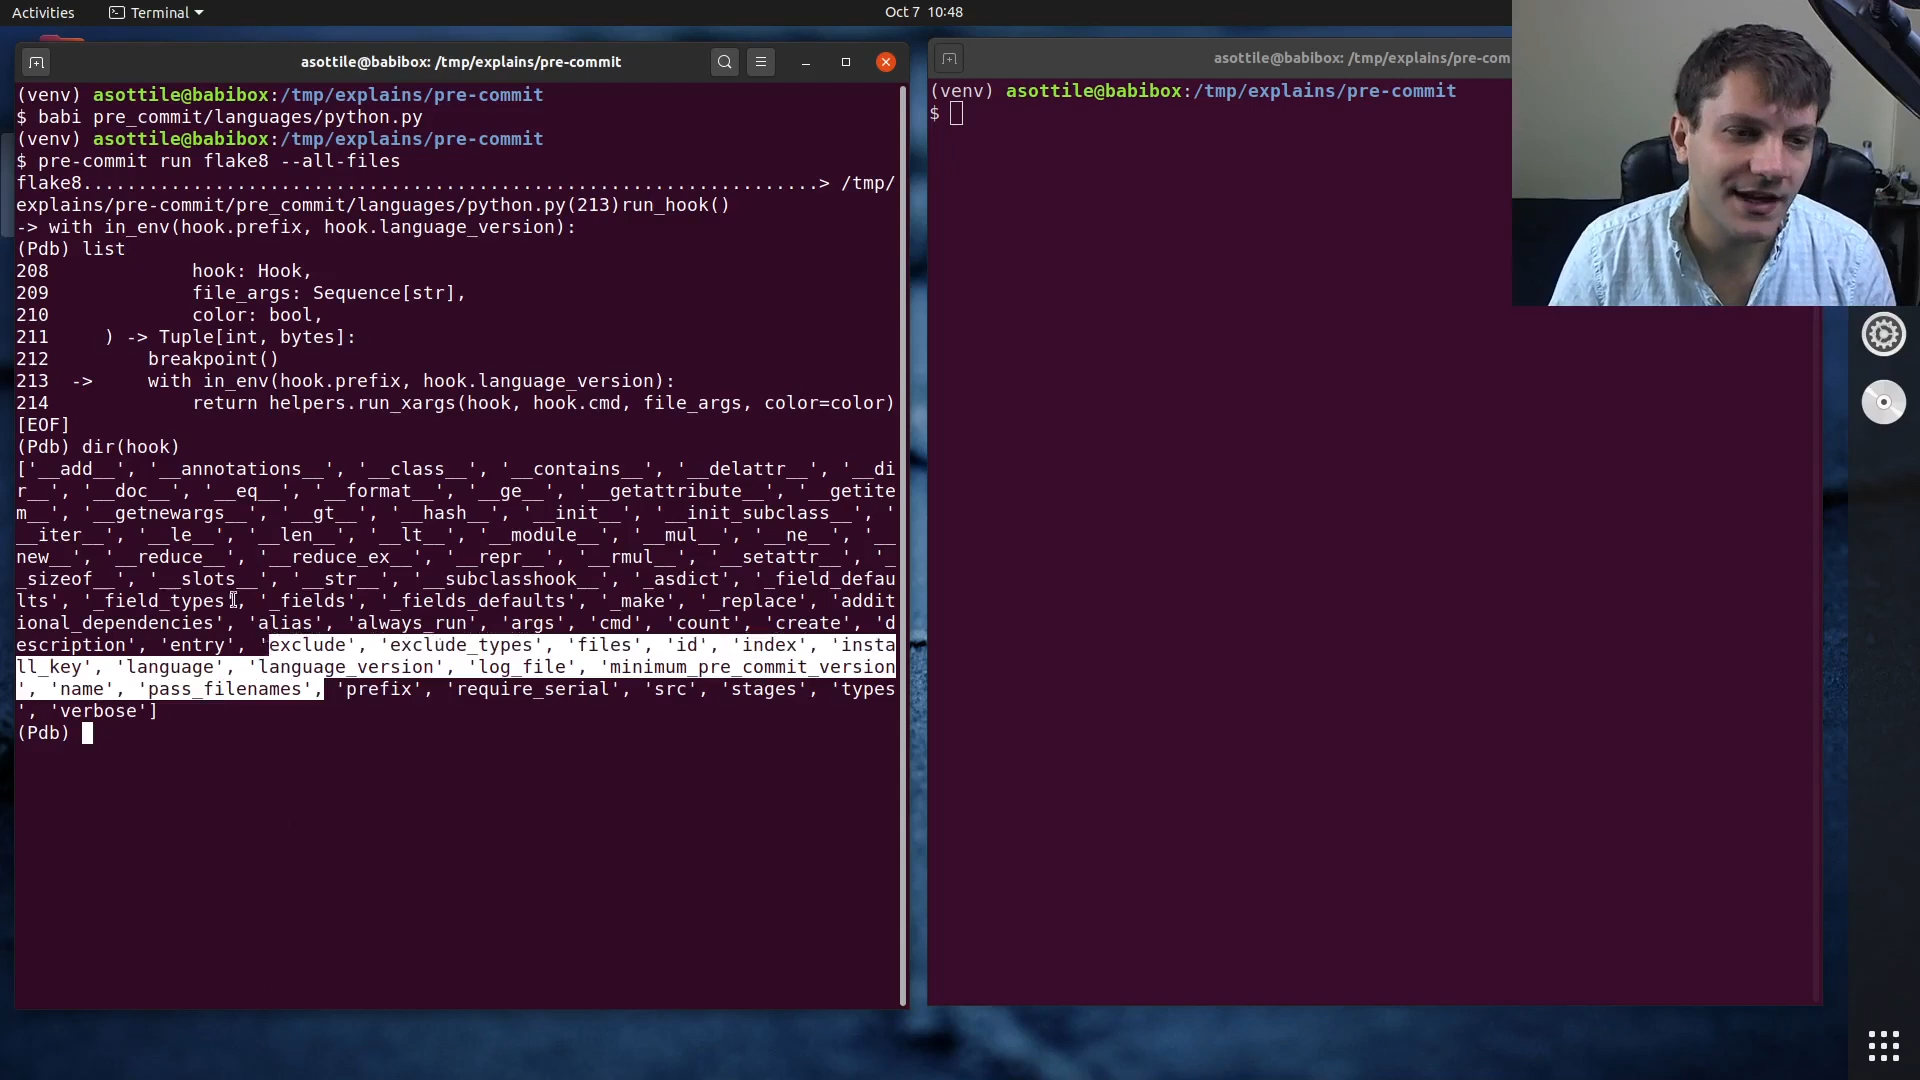 Activities
Terminal
Oct 7 10:48
asottile@babibox: /tmp/explains/pre-commit
(venv) asottile@babibox:/tmp/explains/pre-commit
$ babi pre_commit/languages/python.py
(venv) asottile@babibox:/tmp/explains/pre-commit
$ pre-commit run flake8 --all-files
flake8...................................................................> /tmp/
explains/pre-commit/pre_commit/languages/python.py(213)run_hook()
-> with in_env(hook.prefix, hook.language_version):
(Pdb) list
208             hook: Hook,
209             file_args: Sequence[str],
210             color: bool,
211     ) -> Tuple[int, bytes]:
212         breakpoint()
213  ->     with in_env(hook.prefix, hook.language_version):
214             return helpers.run_xargs(hook, hook.cmd, file_args, color=color)
[EOF]
(Pdb) dir(hook)
['__add__', '__annotations__', '__class__', '__contains__', '__delattr__', '__di
r__', '__doc__', '__eq__', '__format__', '__ge__', '__getattribute__', '__getite
m__', '__getnewargs__', '__gt__', '__hash__', '__init__', '__init_subclass__', '
__iter__', '__le__', '__len__', '__lt__', '__module__', '__mul__', '__ne__', '__
new__', '__reduce__', '__reduce_ex__', '__repr__', '__rmul__', '__setattr__', '_
_sizeof__', '__slots__', '__str__', '__subclasshook__', '_asdict', '_field_defau
lts', '_field_types', '_fields', '_fields_defaults', '_make', '_replace', 'addit
ional_dependencies', 'alias', 'always_run', 'args', 'cmd', 'count', 'create', 'd
escription', 'entry', 'exclude', 'exclude_types', 'files', 'id', 'index', 'insta
ll_key', 'language', 'language_version', 'log_file', 'minimum_pre_commit_version
', 'name', 'pass_filenames', 'prefix', 'require_serial', 'src', 'stages', 'types
', 'verbose']
(Pdb)
asottile@babibox: /tmp/explains/pre-com
(venv) asottile@babibox:/tmp/explains/pre-commit
$